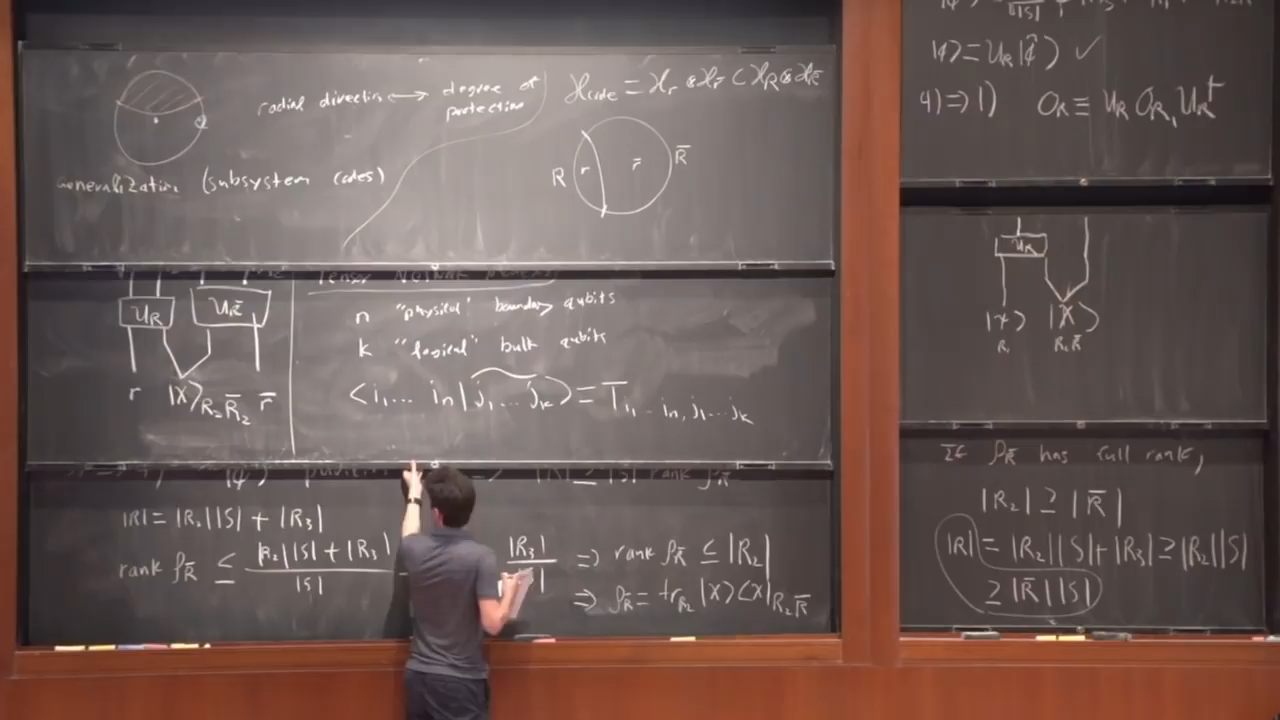 radial direction ⟷ degree of
protection
H_code = H_r ⊗ H_r̄ ⊂ H_R ⊗ H_R̄
R r r̄ R̄
Generalization (subsystem codes)
Tensor Network
U_R U_R̄
r |χ⟩_{R₂R̄₂} r̄
n "physical" boundary qubits
k "logical" bulk qubits
⟨i₁... iₙ|j₁... j_k⟩ = T_{i₁...iₙ, j₁...j_k}
|R| = |R₂||S| + |R₃|
rank ρ_R̄ ≤ (|R₂||S| + |R₃|)/|S|
|R₃| ⇒ rank ρ_R̄ ≤ |R₂|
⇒ ρ_R̄ = tr_{R₂} |χ⟩⟨χ|_{R₂R̄}
|φ⟩ = U_R|φ̂⟩ ✓
4) ⇒ 1) O_R ≡ U_R O_{R₁} U_R†
U_R
|ψ⟩ |χ⟩
R₁ R₂R̄
If ρ_R̄ has full rank,
|R₂| ≥ |R̄|
|R| = |R₂||S| + |R₃| ≥ |R₂||S|
≥ |R̄||S|